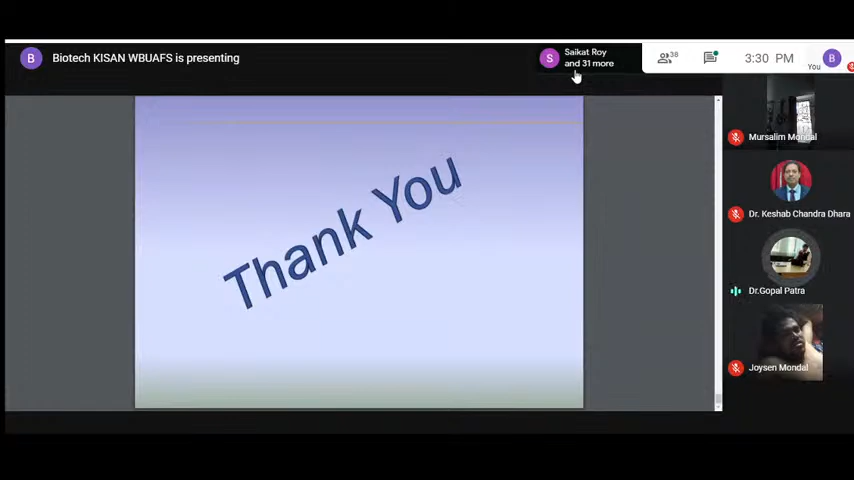 B
Biotech KISAN WBUAFS is presenting
S
Saikat Roy
and 31 more
38
3:30 PM
You
B
Mursalim Mondal
Dr. Keshab Chandra Dhara
Dr.Gopal Patra
Joysen Mondal
Thank You